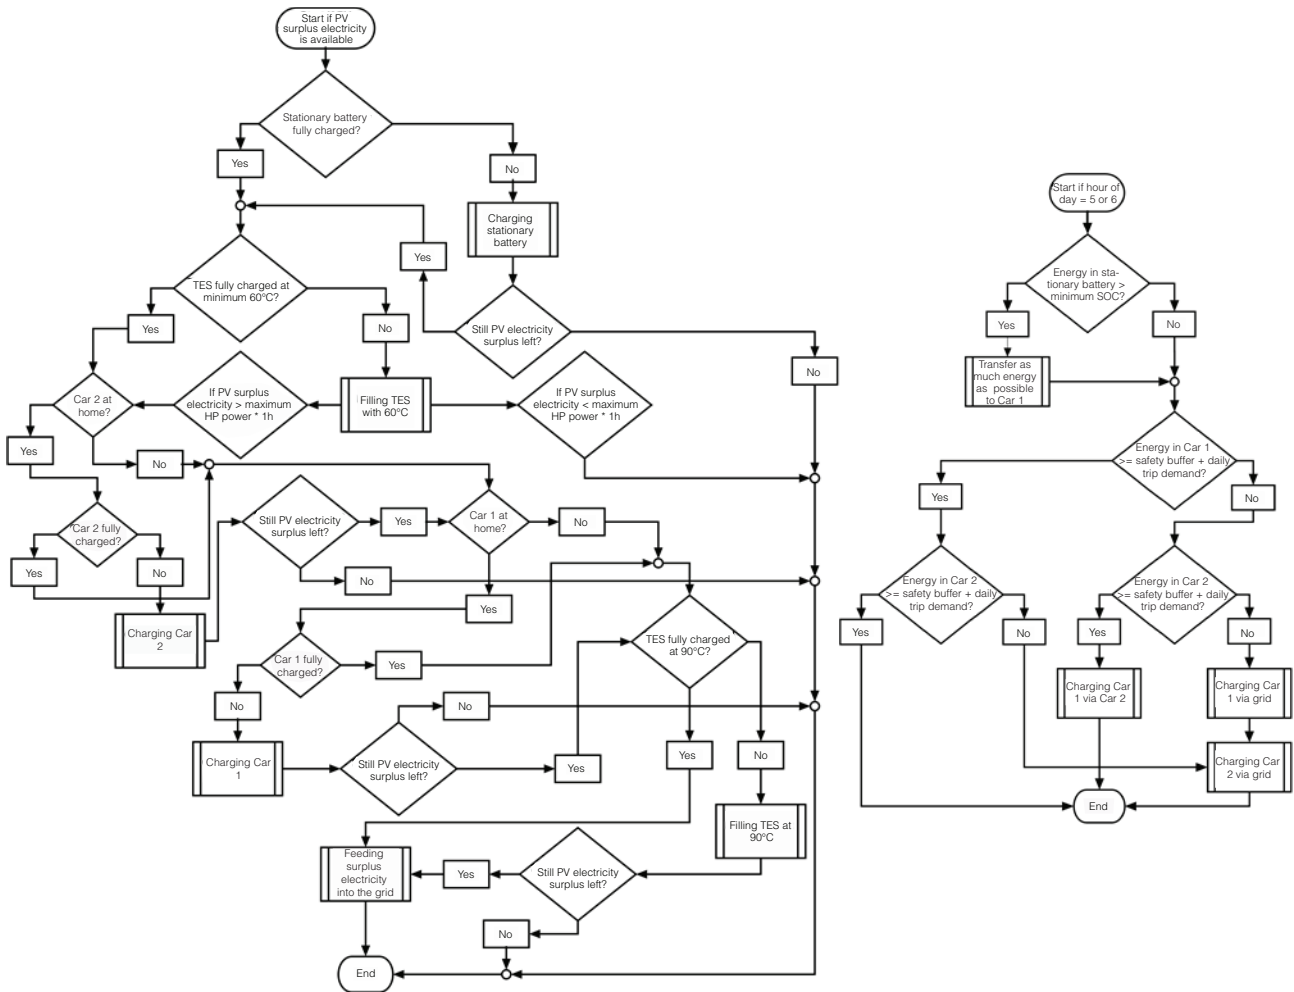 Start if PV
surplus electricity
is available
Stationary battery
fully charged?
Yes
No
Charging
stationary
battery
Yes
TES fully charged at
minimum 60°C?
Yes
No
Still PV electricity
surplus left?
No
Car 2 at
home?
If PV surplus
electricity > maximum
HP power * 1h
Filling TES
with 60°C
If PV surplus
electricity < maximum
HP power * 1h
Yes
No
Car 2 fully
charged?
Still PV electricity
surplus left?
Yes
Car 1 at
home?
No
Yes
No
No
Yes
Charging Car
2
Car 1 fully
charged?
Yes
TES fully charged
at 90°C?
No
No
Charging Car
1
Still PV electricity
surplus left?
Yes
Yes
No
Filling TES at
90°C
Feeding
surplus
electricity
into the grid
Yes
Still PV electricity
surplus left?
No
End
Start if hour of
day = 5 or 6
Energy in sta-
tionary battery >
minimum SOC?
Yes
No
Transfer as
much energy
as possible
to Car 1
Energy in Car 1
>= safety buffer + daily
trip demand?
Yes
No
Energy in Car 2
>= safety buffer + daily
trip demand?
Energy in Car 2
>= safety buffer + daily
trip demand?
Yes
No
Yes
No
Charging Car
1 via Car 2
Charging Car
1 via grid
Charging Car
2 via grid
End